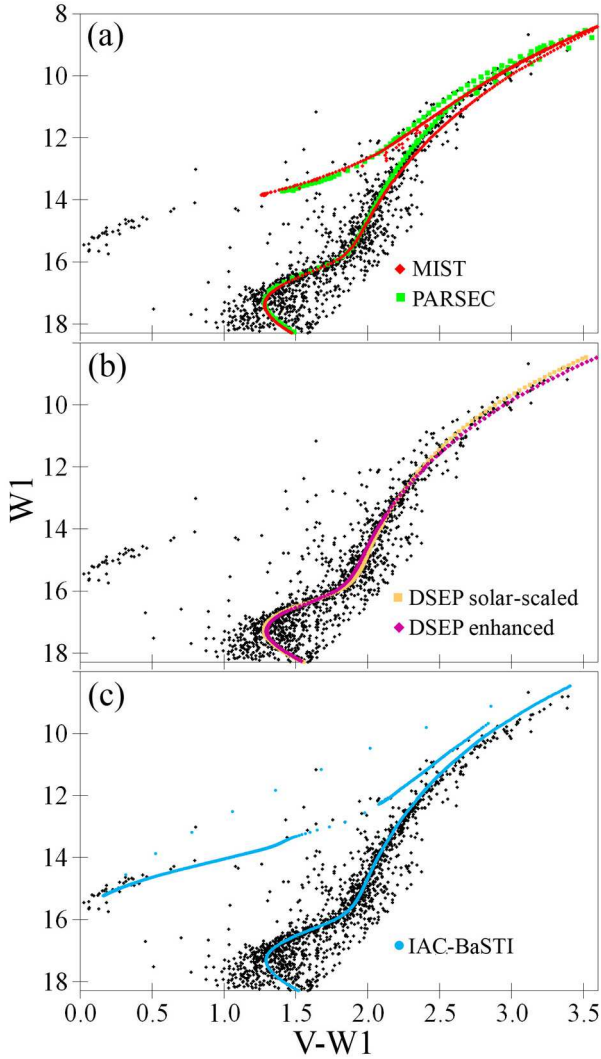 8
(a)
10
12
14
16
MIST
PARSEC
18
(b)
10
12
W1
14
16
DSEP solar-scaled
DSEP enhanced
18
(c)
10
12
14
16
IAC-BaSTI
18
0.0 0.5 1.0 1.5 2.0 2.5 3.0 3.5
V-W1